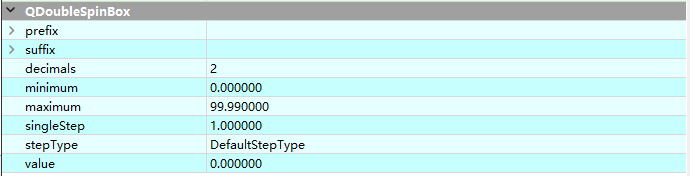 QDoubleSpinBox
prefix
suffix
decimals 2
minimum 0.000000
maximum 99.990000
singleStep 1.000000
stepType DefaultStepType
value 0.000000